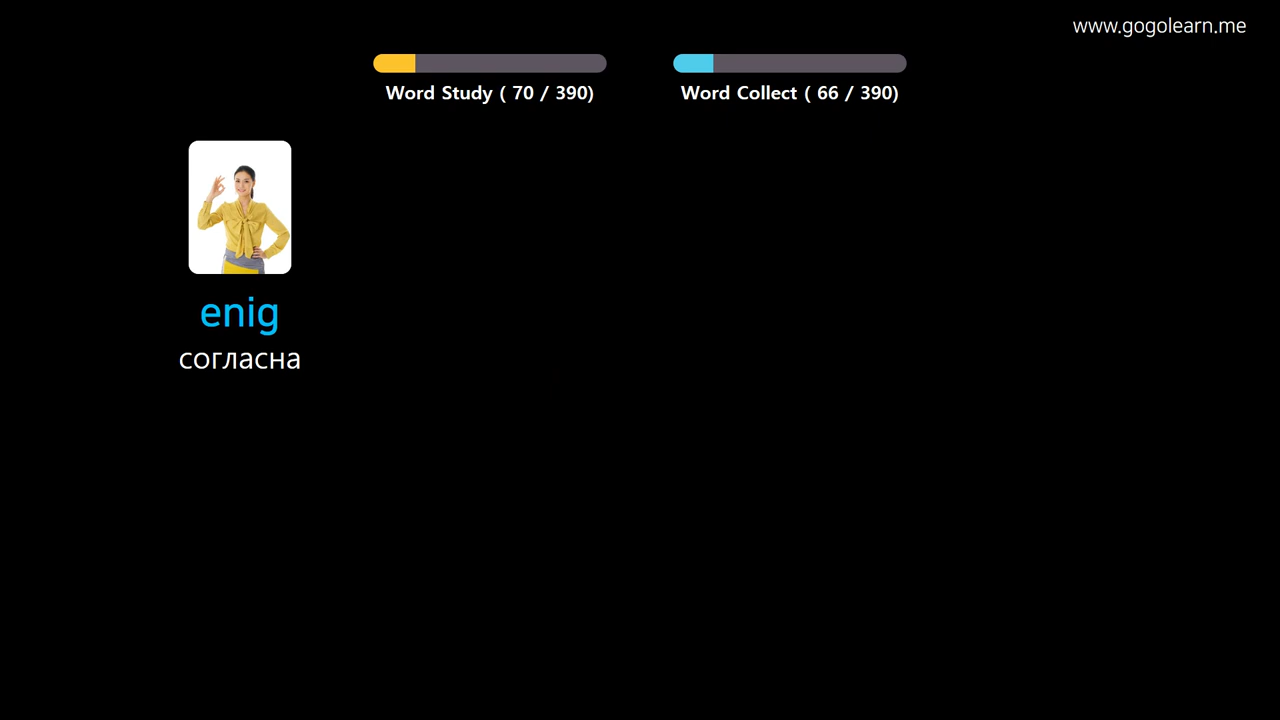 www.gogolearn.me
Word Study ( 70 / 390)
Word Collect ( 66 / 390)
enig
согласна